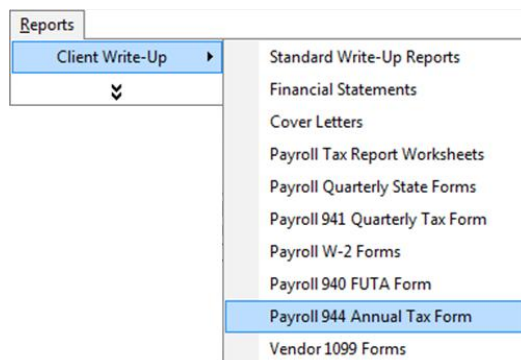 Reports
Client Write-Up
Standard Write-Up Reports
Financial Statements
Cover Letters
Payroll Tax Report Worksheets
Payroll Quarterly State Forms
Payroll 941 Quarterly Tax Form
Payroll W-2 Forms
Payroll 940 FUTA Form
Payroll 944 Annual Tax Form
Vendor 1099 Forms